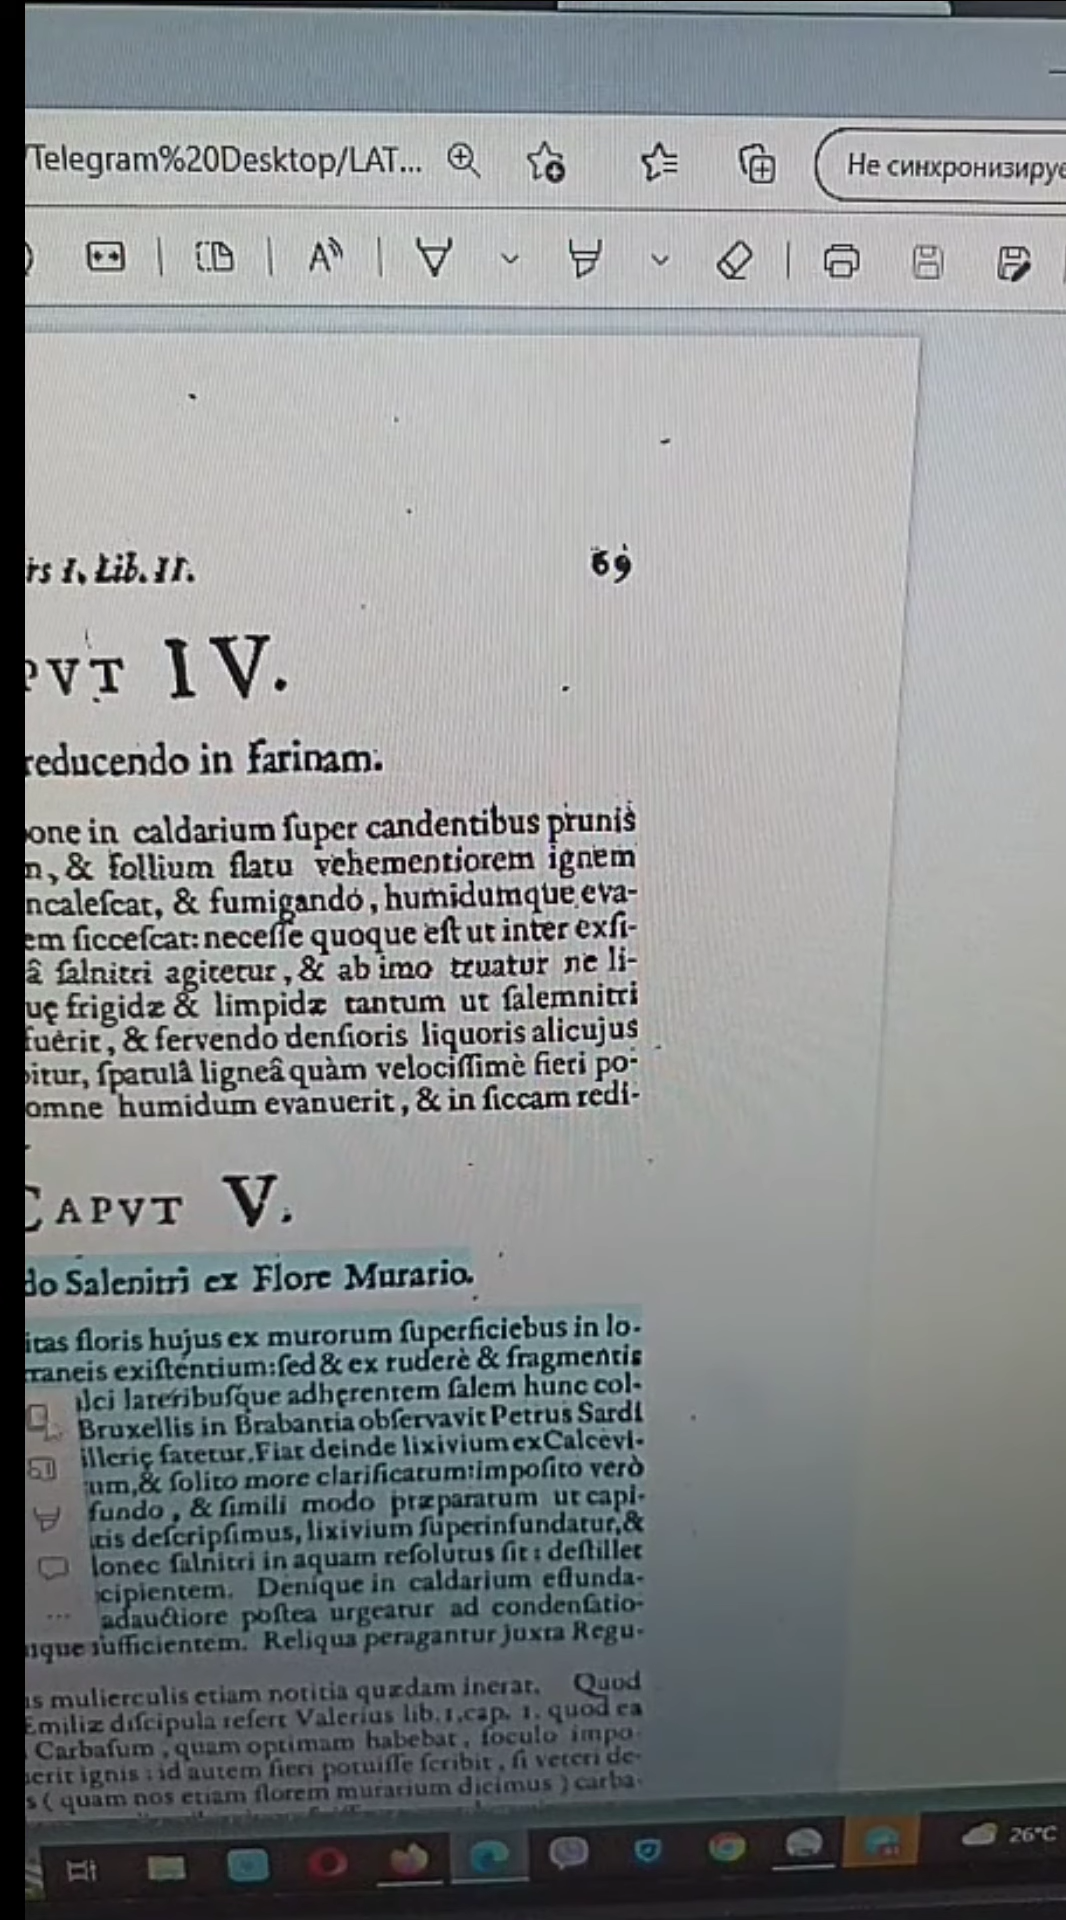 Telegram%20Desktop/LAT...
Не синхронизируе
rs I. Lib. II.
69
PVT IV.
reducendo in farinam.
one in caldarium ſuper candentibus prunis
n, & follium flatu vehementiorem ignem
ncaleſcat, & fumigando, humidumque eva-
em ficceſcat: neceſſe quoque eſt ut inter exſi-
â ſalnitri agitetur, & ab imo truatur ne li-
uę frigidæ & limpidæ tantum ut ſalemnitri
fuerit, & fervendo denſioris liquoris alicujus
itur, ſpatulâ ligneâ quàm velociſſimè fieri po-
omne humidum evanuerit, & in ſiccam redi-
CAPVT V.
do Salenitri ex Flore Murario.
itas floris hujus ex murorum ſuperficiebus in lo-
raneis exiſtentium: ſed & ex ruderè & fragmentis
lci lateribuſque adhęrentem ſalem hunc col-
Bruxellis in Brabantia obſervavit Petrus Sardi
illerię fatetur. Fiat deinde lixivium ex Calcevi-
um, & ſolito more clarificatum: impoſito verò
fundo, & ſimili modo præparatum ut capi-
tis deſcripſimus, lixivium ſuperinfundatur, &
lonec ſalnitri in aquam reſolutus ſit: deſtillet
cipientem. Denique in caldarium effunda-
adauctiore poſtea urgeatur ad condenſatio-
nque ſufficientem. Reliqua peragantur juxta Regu-
us mulierculis etiam notitia quædam inerat. Quod
Emiliæ diſcipula refert Valerius lib. 1. cap. 1. quod ea
Carbaſum, quam optimam habebat, foculo impo-
erit ignis: id autem fieri potuiſſe ſcribit, ſi veteri de-
s ( quam nos etiam florem murarium dicimus ) carba-
26°C